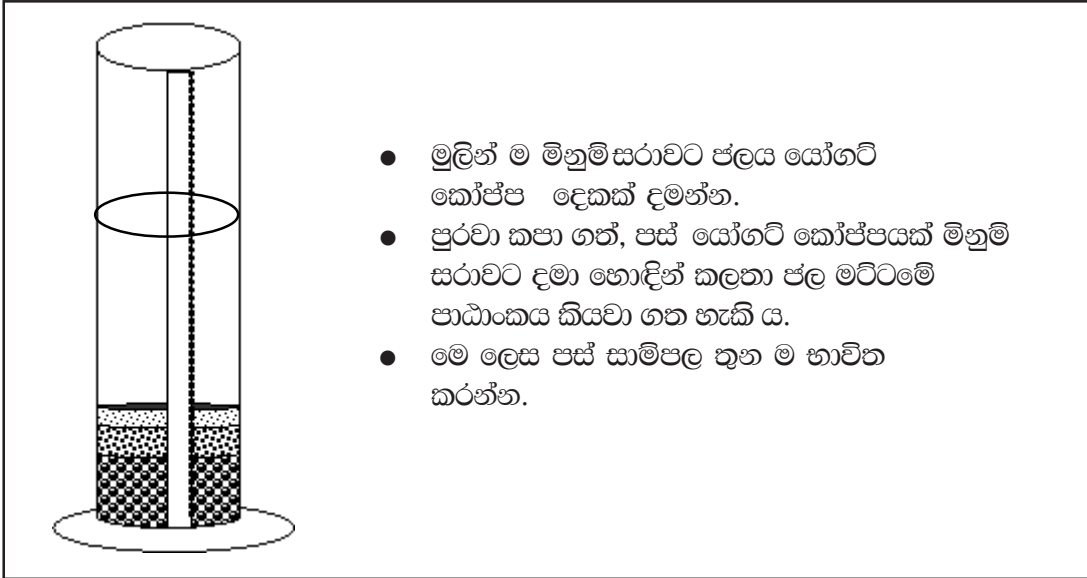 ● මුලින් ම මිනුම්සරාවට ජලය යෝගට්
කෝප්ප දෙකක් දමන්න.
● පුරවා කපා ගත්, පස් යෝගට් කෝප්පයක් මිනුම්
සරාවට දමා හොඳින් කලතා ජල මට්ටමේ
පාඨාංකය කියවා ගත හැකි ය.
● මෙ ලෙස පස් සාම්පල තුන ම භාවිත
කරන්න.